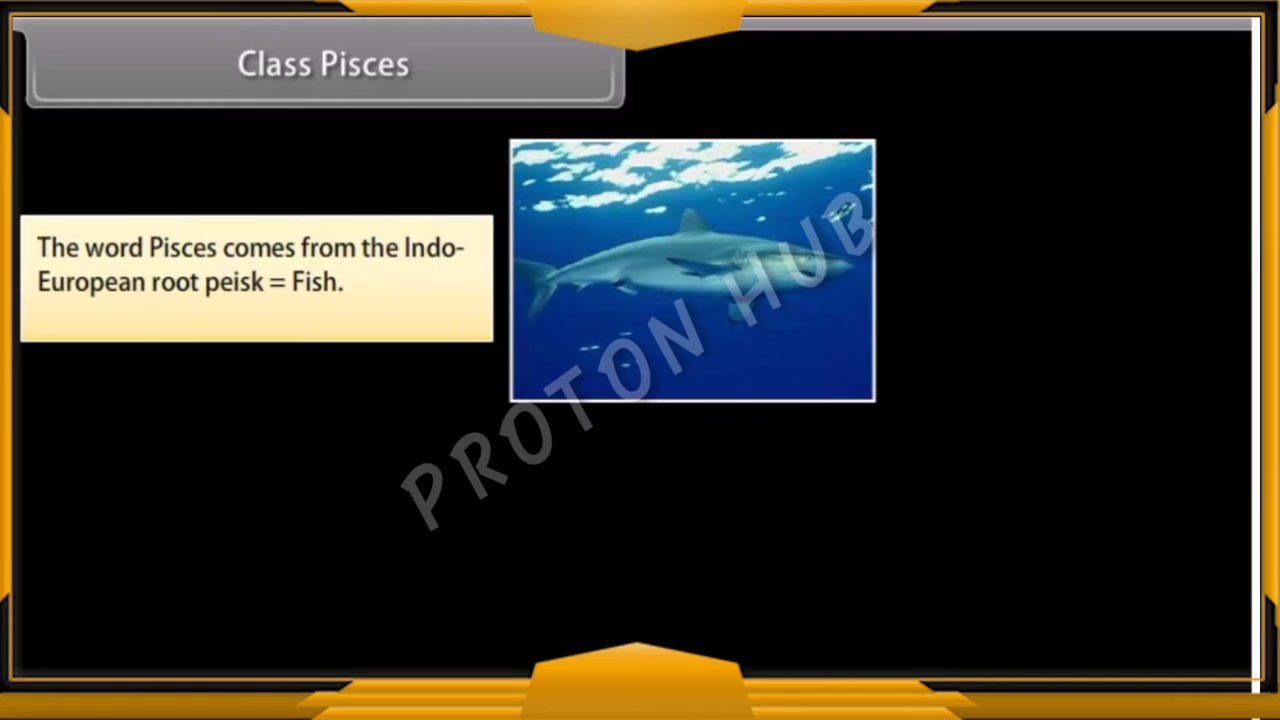 Class Pisces
The word Pisces comes from the Indo-
European root peisk = Fish.
PROTON HUB